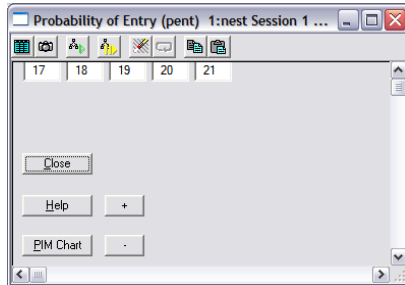 Probability of Entry (pent) 1:nest Session 1 ...
17 18 19 20 21
Close
Help +
PIM Chart -